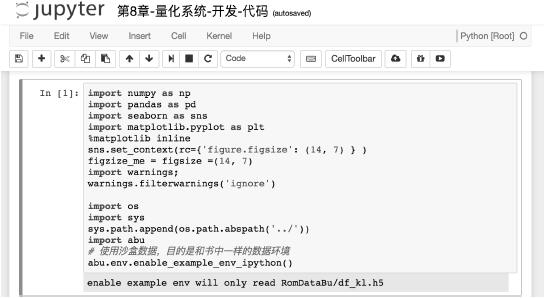 jupyter 第8章-量化系统-开发-代码 (autosaved)
File Edit View Insert Cell Kernel Help Python [Root]
Code CellToolbar
In [1]: import numpy as np
import pandas as pd
import seaborn as sns
import matplotlib.pyplot as plt
%matplotlib inline
sns.set_context(rc={'figure.figsize': (14, 7) } )
figzize_me = figsize =(14, 7)
import warnings;
warnings.filterwarnings('ignore')
import os
import sys
sys.path.append(os.path.abspath('../'))
import abu
# 使用沙盒数据，目的是和书中一样的数据环境
abu.env.enable_example_env_ipython()
enable example env will only read RomDataBu/df_kl.h5